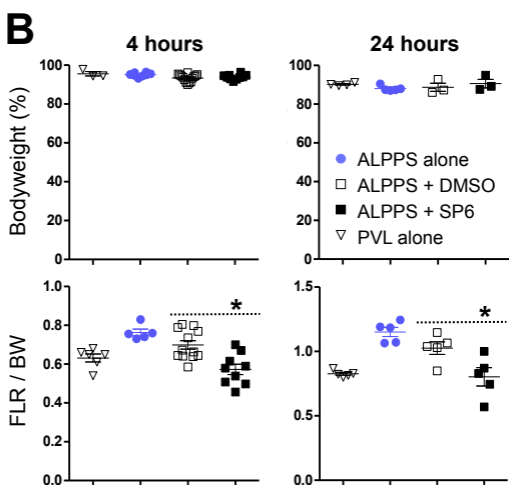 B
4 hours
24 hours
Bodyweight (%)
100
80
60
40
20
0
100
80
60
40
20
0
ALPPS alone
ALPPS + DMSO
ALPPS + SP6
PVL alone
FLR / BW
1.0
0.8
0.6
0.4
0.2
0.0
*
1.5
1.0
0.5
0.0
*